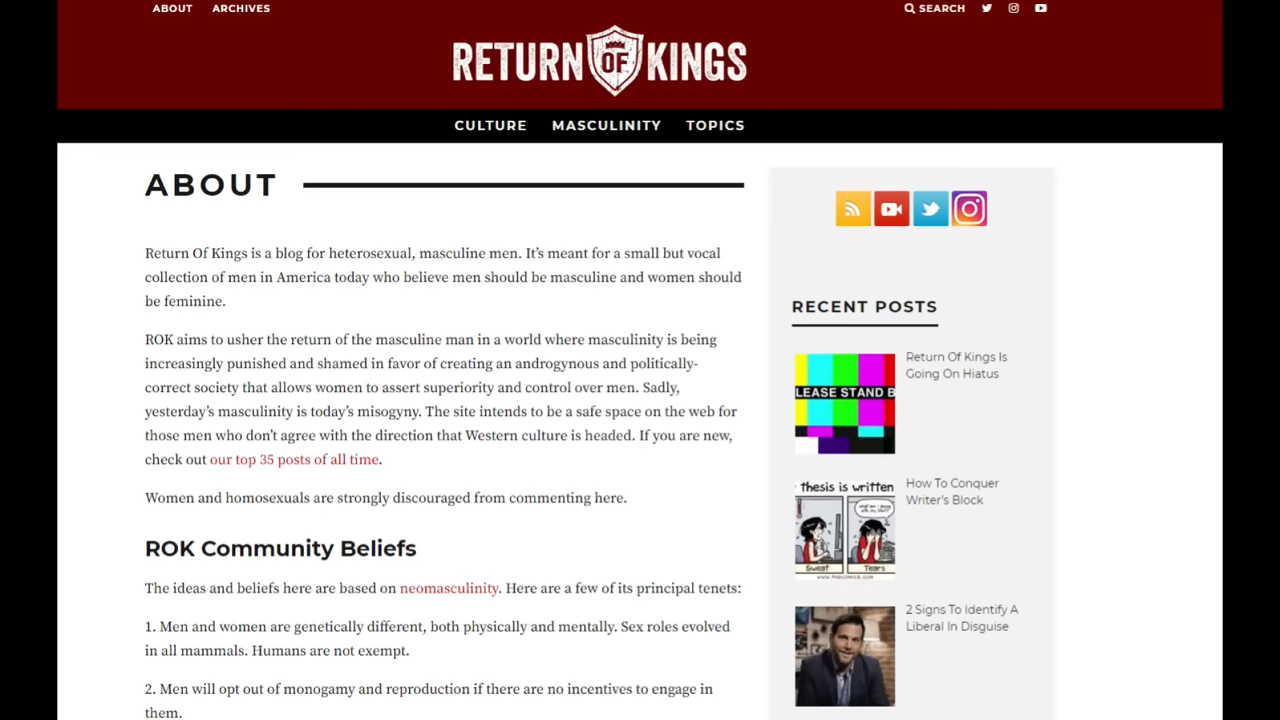 ABOUT
ARCHIVES
SEARCH
RETURN OF KINGS
CULTURE
MASCULINITY
TOPICS
ABOUT
Return Of Kings is a blog for heterosexual, masculine men. It's meant for a small but vocal
collection of men in America today who believe men should be masculine and women should
be feminine.
ROK aims to usher the return of the masculine man in a world where masculinity is being
increasingly punished and shamed in favor of creating an androgynous and politically-
correct society that allows women to assert superiority and control over men. Sadly,
yesterday's masculinity is today's misogyny. The site intends to be a safe space on the web for
those men who don't agree with the direction that Western culture is headed. If you are new,
check out our top 35 posts of all time.
Women and homosexuals are strongly discouraged from commenting here.
ROK Community Beliefs
The ideas and beliefs here are based on neomasculinity. Here are a few of its principal tenets:
1. Men and women are genetically different, both physically and mentally. Sex roles evolved
in all mammals. Humans are not exempt.
2. Men will opt out of monogamy and reproduction if there are no incentives to engage in
them.
RECENT POSTS
LEASE STAND B
Return Of Kings Is
Going On Hiatus
thesis is written
Sweat
Tears
How To Conquer
Writer's Block
2 Signs To Identify A
Liberal In Disguise